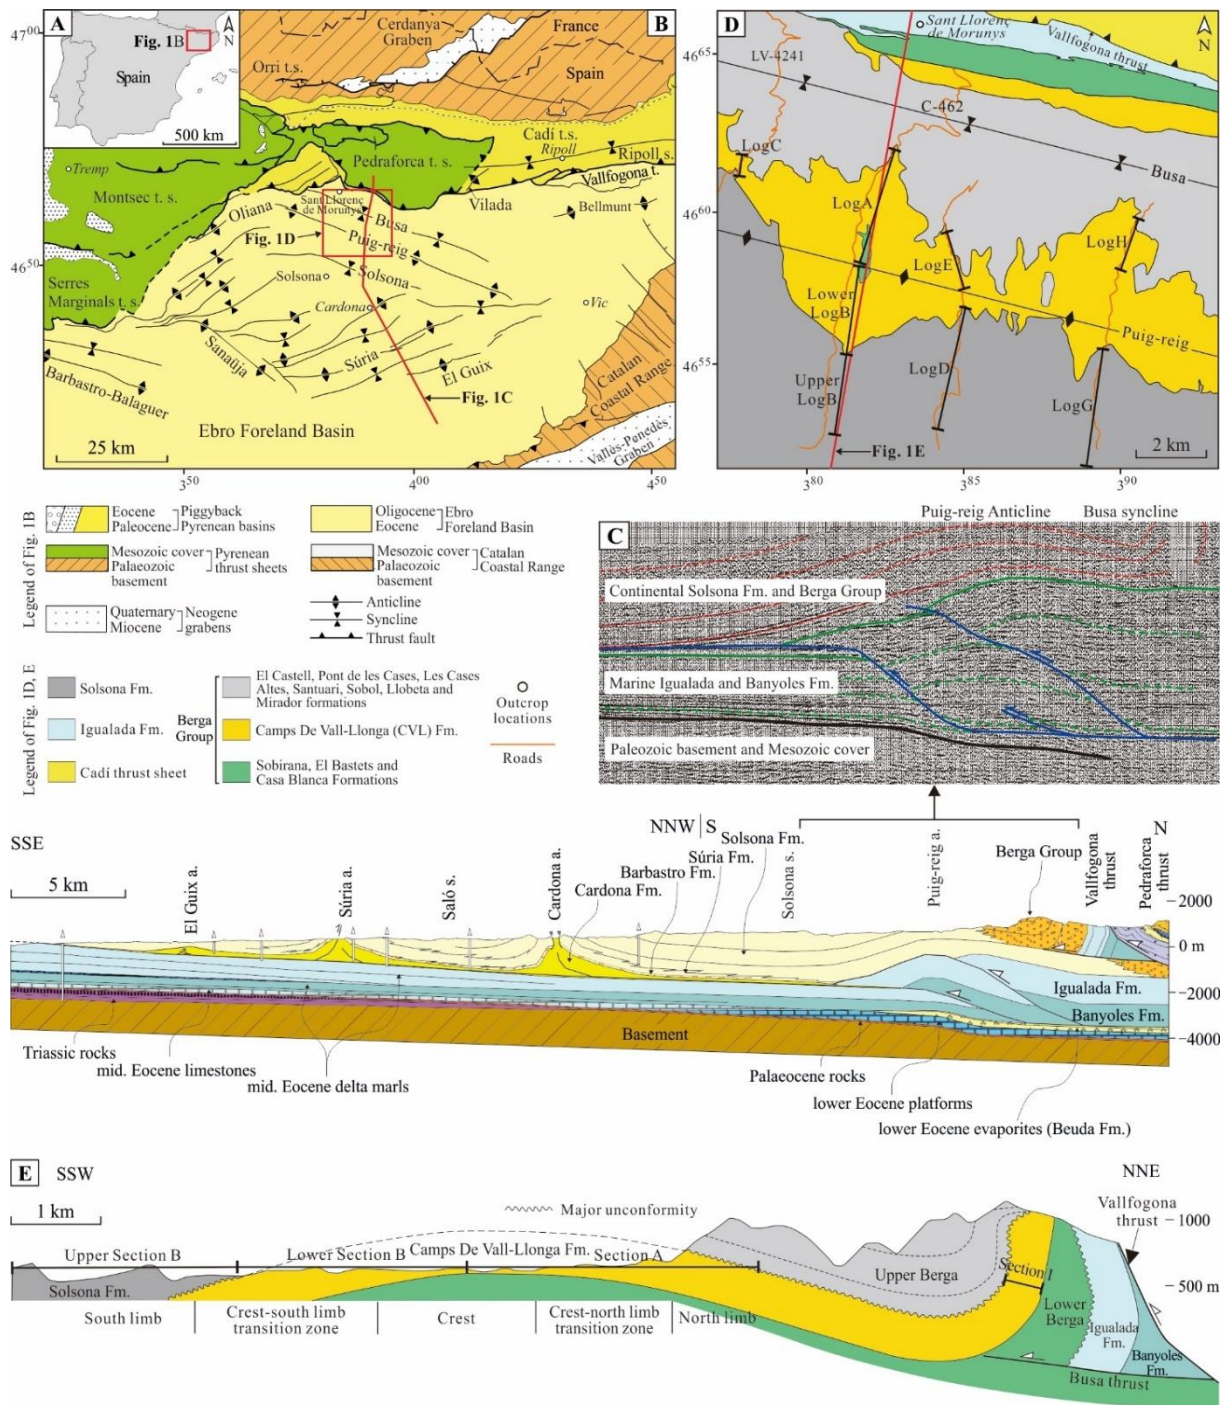 A
Fig. 1B
Spain
500 km
N
B
4700
4650
Cerdanya
Graben
France
Spain
Orri t.s.
Cadí t.s.
Ripoll
Ripoll s.
Pedraforca t. s.
Vallfogona t.
Tremp
Montsec t. s.
Sant Llorenç
de Morunys
Oliana
Busa
Vilada
Bellmunt
Fig. 1D
Puig-reig
Solsona
Solsona
Serres
Marginals t. s.
Cardona
Vic
Sanaüja
Súria
El Guix
Barbastro-Balaguer
Fig. 1C
Catalan
Coastal Range
Ebro Foreland Basin
Vallès-Penedès
Graben
25 km
350
400
450
D
Sant Llorenç
de Morunys
Vallfogona thrust
N
4665
4660
4655
LV-4241
C-462
LogC
Busa
LogA
LogH
LogE
Lower
LogB
Puig-reig
Upper
LogB
LogD
LogG
Fig. 1E
2 km
380
385
390
Legend of Fig. 1B
Eocene
Paleocene
Piggyback
Pyrenean basins
Oligocene
Eocene
Ebro
Foreland Basin
Mesozoic cover
Palaeozoic
basement
Pyrenean
thrust sheets
Mesozoic cover
Palaeozoic
basement
Catalan
Coastal Range
Quaternary
Miocene
Neogene
grabens
Anticline
Syncline
Thrust fault
Legend of Fig. 1D, E
Solsona Fm.
Igualada Fm.
Cadí thrust sheet
Berga
Group
El Castell, Pont de les Cases, Les Cases
Altes, Santuari, Sobol, Llobeta and
Mirador formations
Camps De Vall-Llonga (CVL) Fm.
Sobirana, El Bastets and
Casa Blanca Formations
Outcrop
locations
Roads
Puig-reig Anticline
Busa syncline
C
Continental Solsona Fm. and Berga Group
Marine Igualada and Banyoles Fm.
Paleozoic basement and Mesozoic cover
SSE
NNW
S
N
5 km
El Guix a.
Súria a.
Saló s.
Cardona a.
Cardona Fm.
Barbastro Fm.
Súria Fm.
Solsona Fm.
Solsona s.
Puig-reig a.
Berga Group
Vallfogona
thrust
Pedraforca
thrust
2000
0 m
-2000
-4000
Igualada Fm.
Banyoles Fm.
Basement
Triassic rocks
mid. Eocene limestones
mid. Eocene delta marls
Palaeocene rocks
lower Eocene platforms
lower Eocene evaporites (Beuda Fm.)
E
SSW
NNE
1 km
Major unconformity
Vallfogona
thrust
1000
500 m
Upper Section B
Lower Section B
Camps De Vall-Llonga Fm.
Section A
Upper Berga
Section I
Lower
Berga
Igualada
Fm.
Banyoles
Fm.
Solsona Fm.
South limb
Crest-south limb
transition zone
Crest
Crest-north limb
transition zone
North limb
Busa thrust